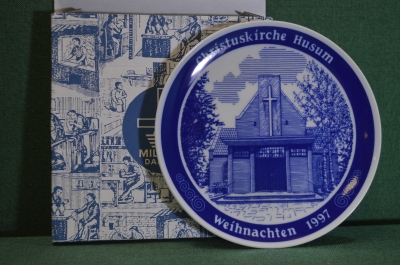 Christuskirche Husum
Weihnachten 1997